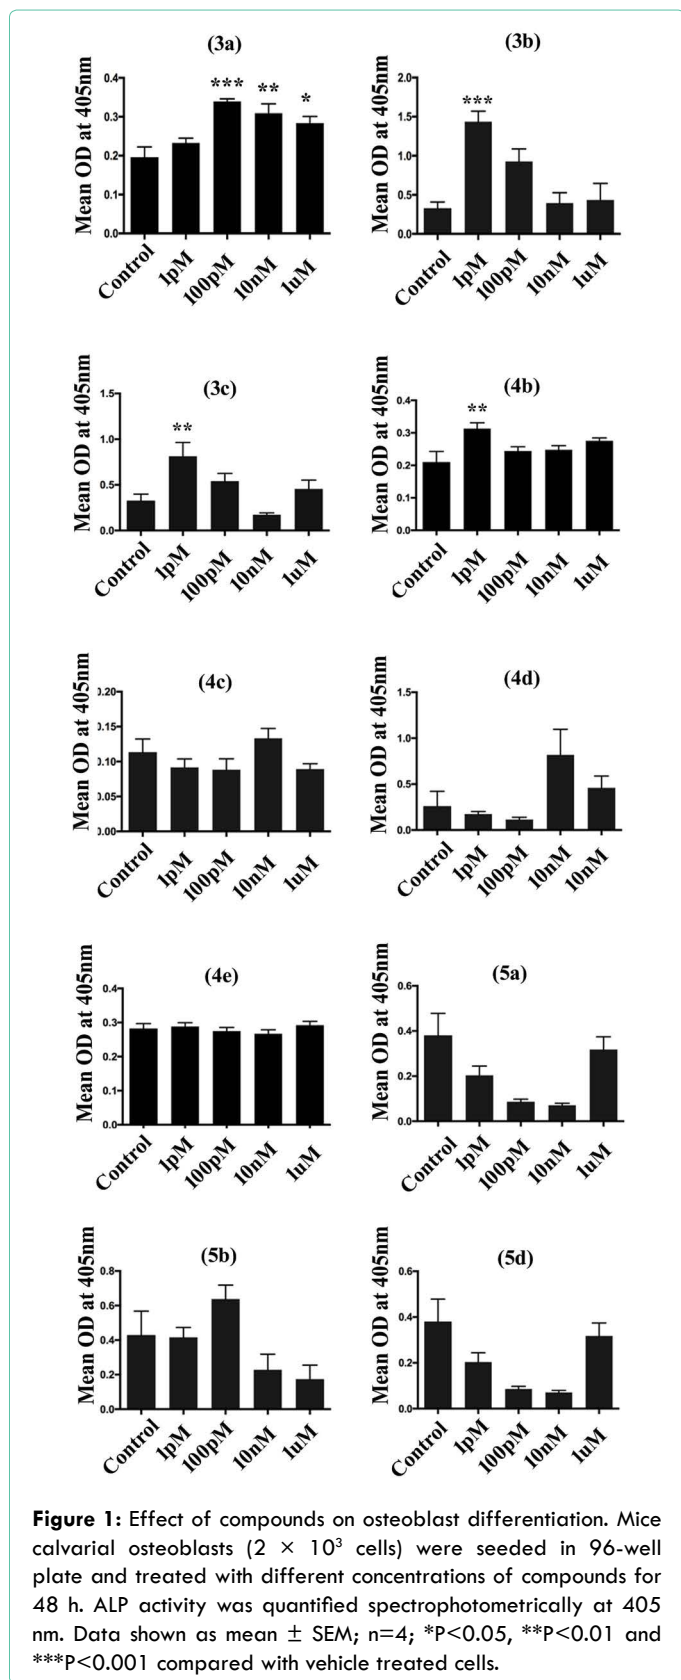 (3a)
Mean OD at 405nm
0.4
0.3
0.2
0.1
0.0
***
**
*
Control
1pM
100pM
10nM
1uM
(3b)
Mean OD at 405nm
2.0
1.5
1.0
0.5
0.0
***
Control
1pM
100pM
10nM
1uM
(3c)
Mean OD at 405nm
1.5
1.0
0.5
0.0
**
Control
1pM
100pM
10nM
1uM
(4b)
Mean OD at 405nm
0.4
0.3
0.2
0.1
0.0
**
Control
1pM
100pM
10nM
1uM
(4c)
Mean OD at 405nm
0.20
0.15
0.10
0.05
0.00
Control
1pM
100pM
10nM
1uM
(4d)
Mean OD at 405nm
1.5
1.0
0.5
0.0
Control
1pM
100pM
10nM
10nM
(4e)
Mean OD at 405nm
0.4
0.3
0.2
0.1
0.0
Control
1pM
100pM
10nM
1uM
(5a)
Mean OD at 405nm
0.6
0.4
0.2
0.0
Control
1pM
100pM
10nM
1uM
(5b)
Mean OD at 405nm
0.8
0.6
0.4
0.2
0.0
Control
1pM
100pM
10nM
1uM
(5d)
Mean OD at 405nm
0.6
0.4
0.2
0.0
Control
1pM
100pM
10nM
1uM
Figure 1: Effect of compounds on osteoblast differentiation. Mice
calvarial osteoblasts (2 × 10³ cells) were seeded in 96-well
plate and treated with different concentrations of compounds for
48 h. ALP activity was quantified spectrophotometrically at 405
nm. Data shown as mean ± SEM; n=4; *P<0.05, **P<0.01 and
***P<0.001 compared with vehicle treated cells.